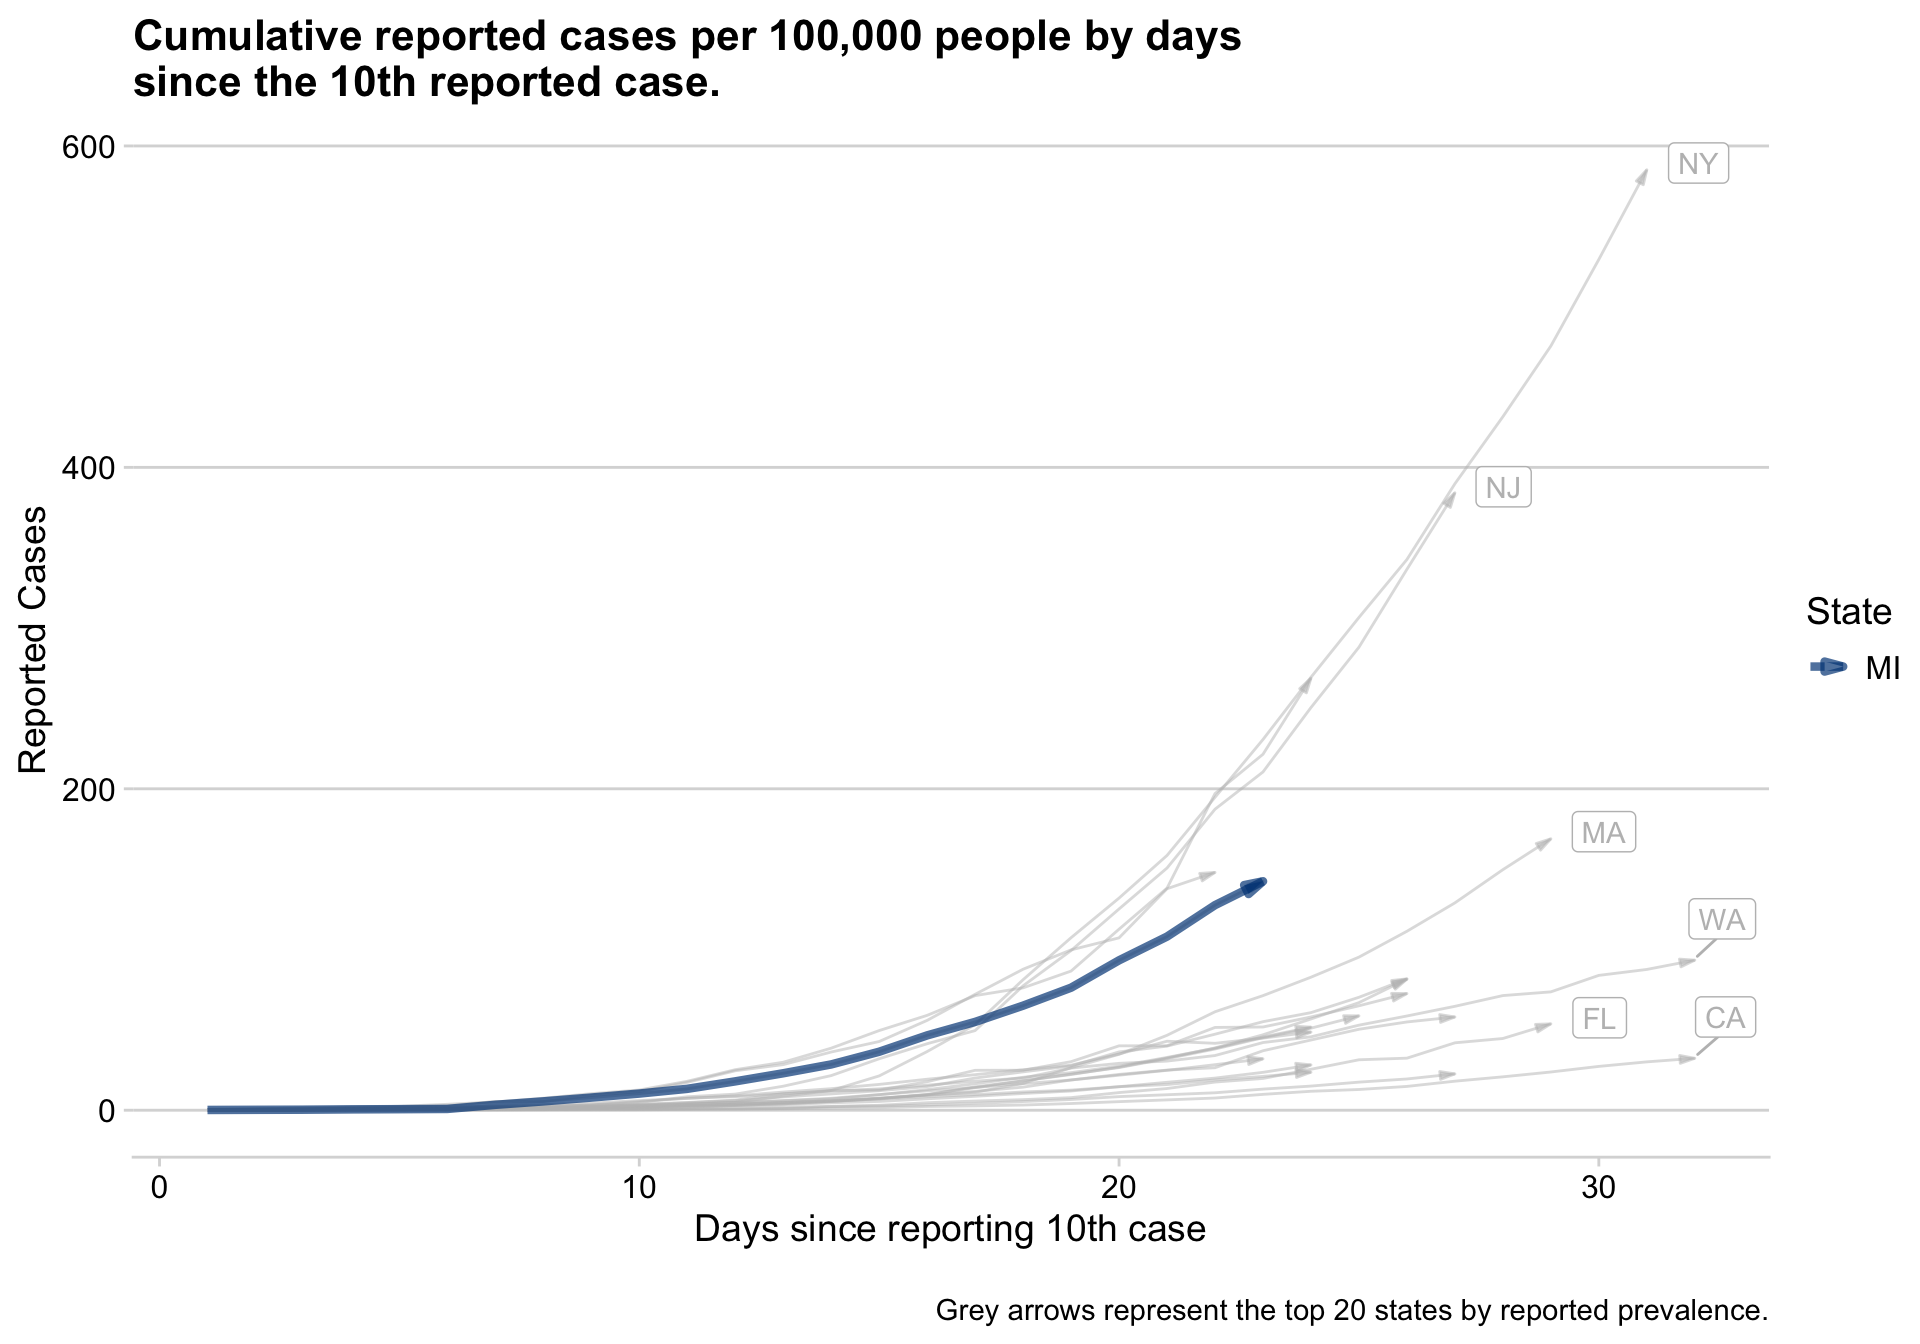 Cumulative reported cases per 100,000 people by days
since the 10th reported case.
600
NY
400
NJ
Reported Cases
State
MI
200
MA
WA
FL
CA
0
0
10
20
30
Days since reporting 10th case
Grey arrows represent the top 20 states by reported prevalence.